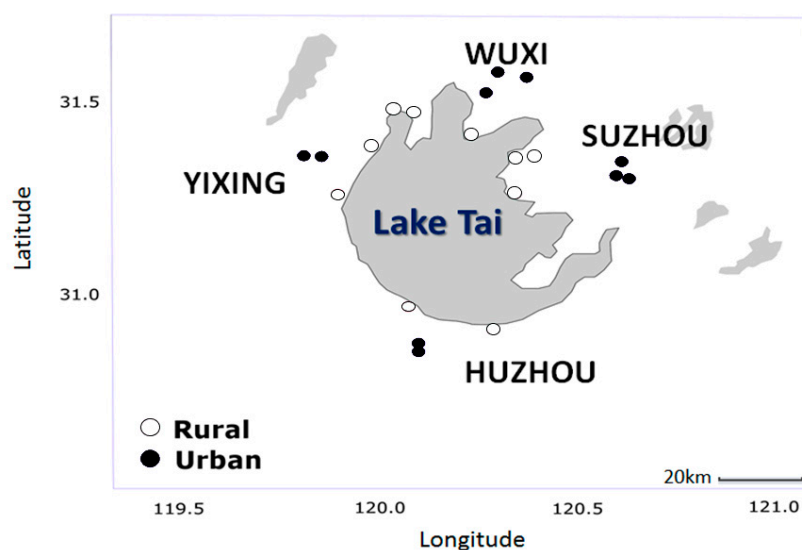 WUXI
31.5
SUZHOU
YIXING
Lake Tai
Latitude
31.0
HUZHOU
Rural
Urban
20km
119.5 120.0 120.5 121.0
Longitude